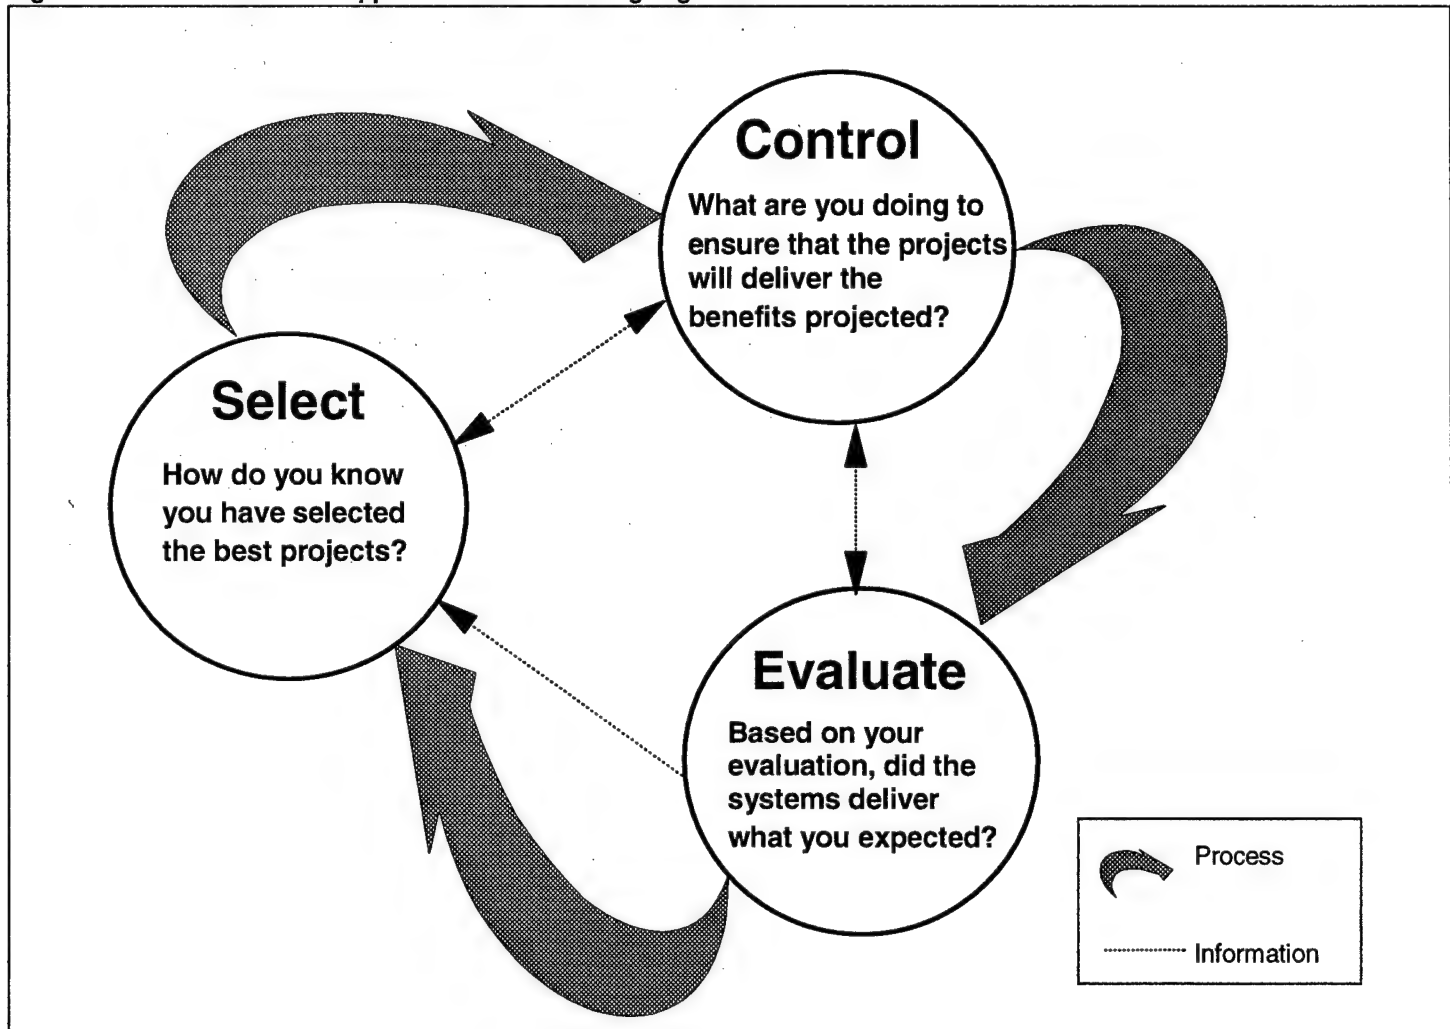 Select
How do you know
you have selected
the best projects?
Control
What are you doing to
ensure that the projects
will deliver the
benefits projected?
Evaluate
Based on your
evaluation, did the
systems deliver
what you expected?
Process
Information